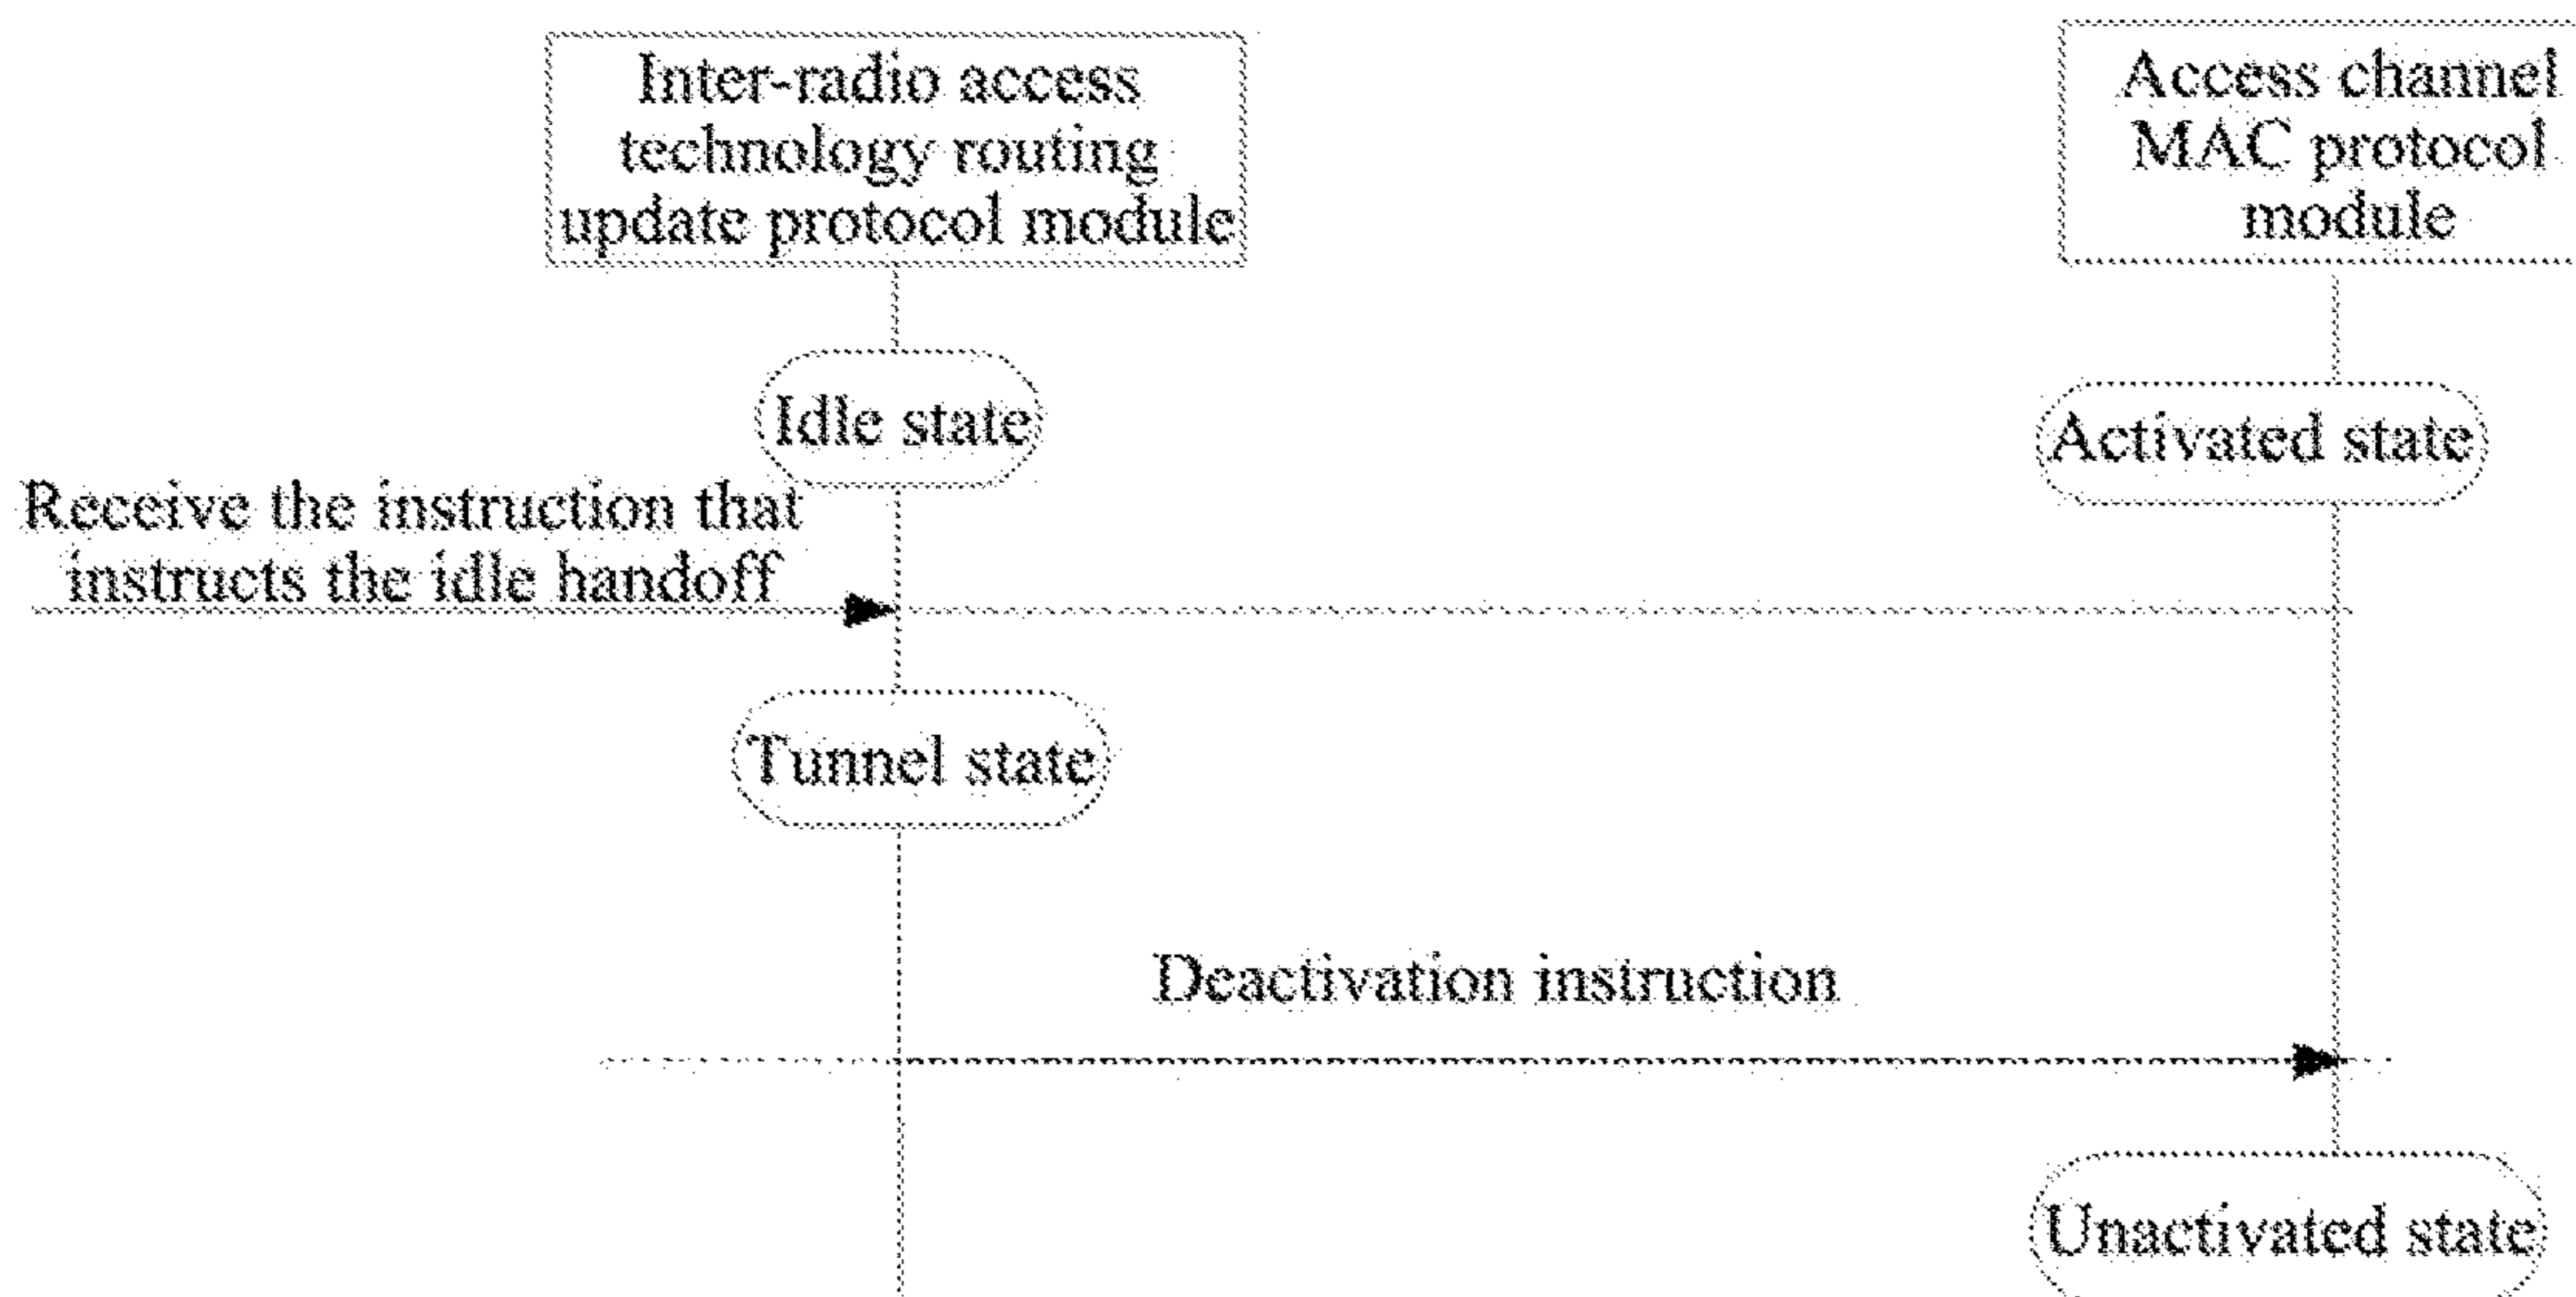 Inter-radio access
technology routing
update protocol module
Access channel
MAC protocol
module
Idle state
Activated state
Receive the instruction that
instructs the idle handoff
Tunnel state
Deactivation instruction
Unactivated state